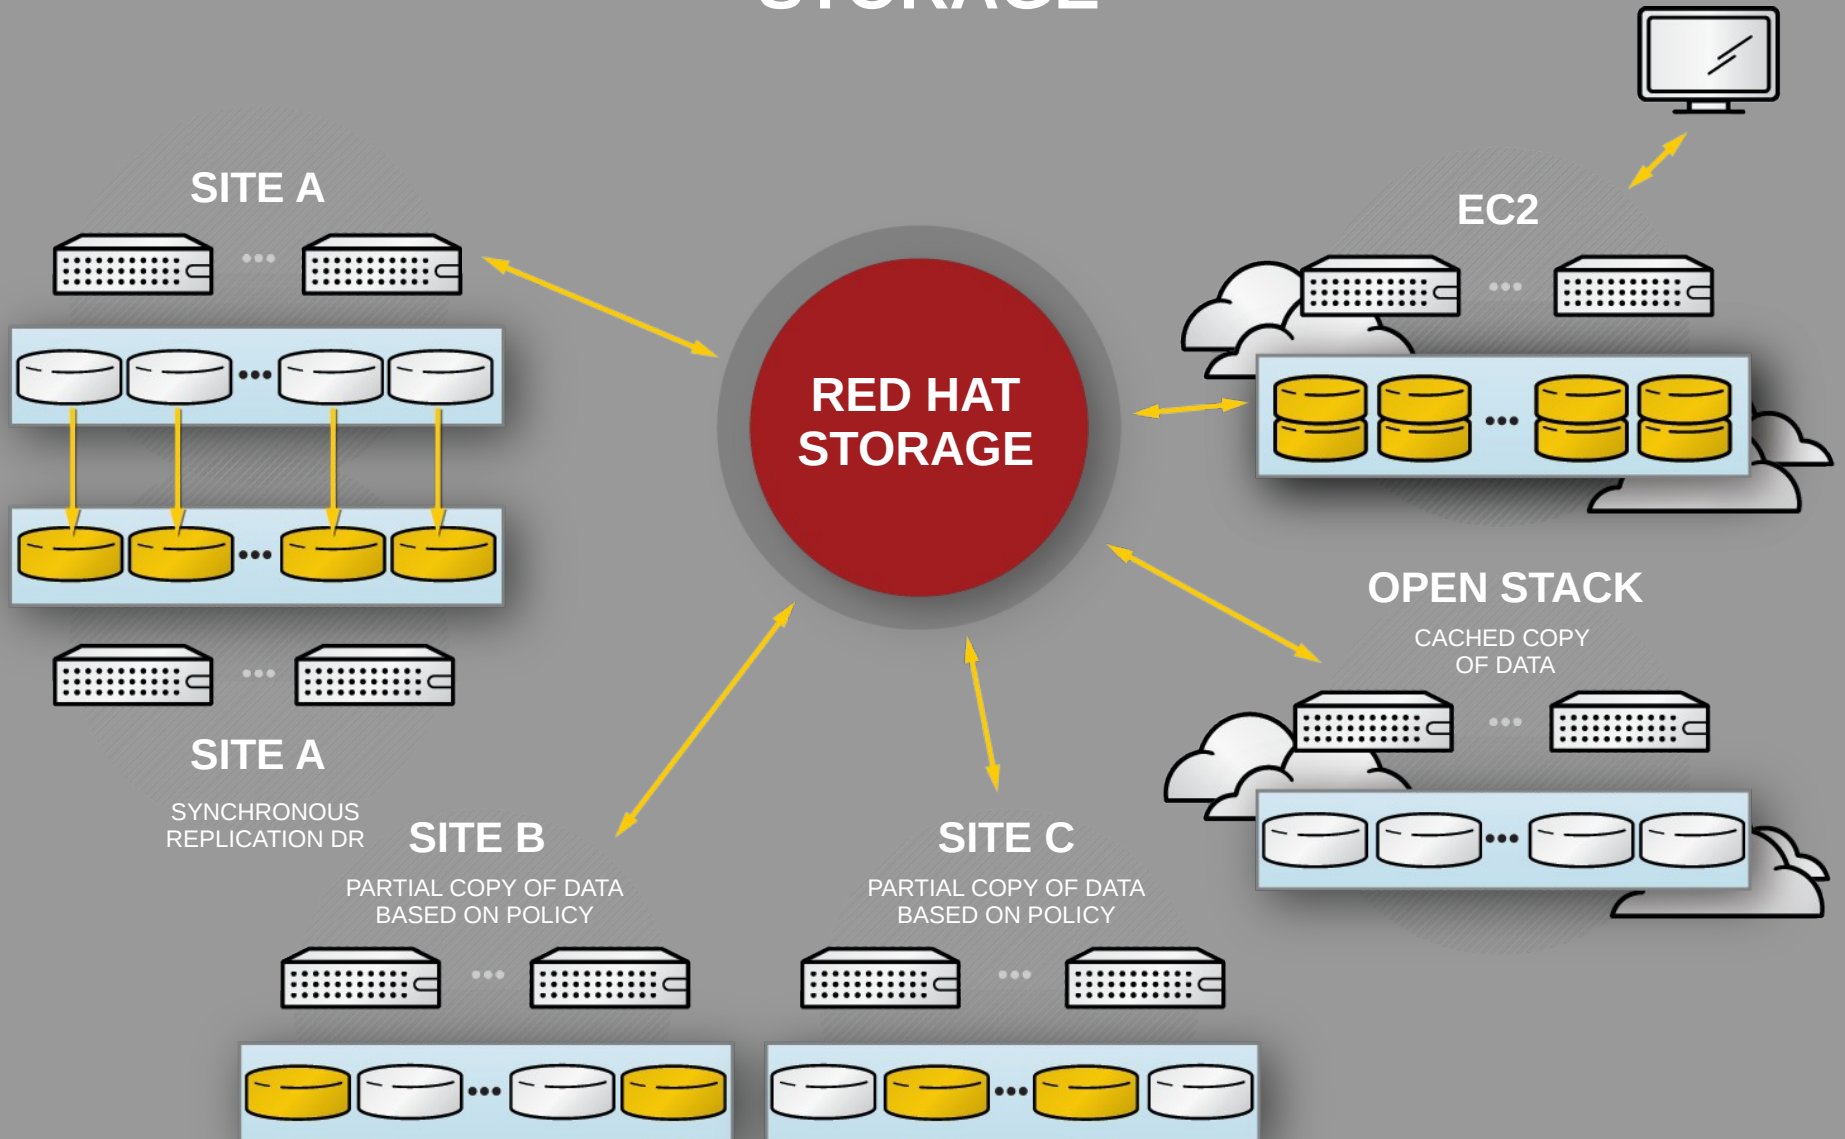 STORAGE
SITE A
EC2
RED HAT
STORAGE
OPEN STACK
CACHED COPY
OF DATA
SITE A
SYNCHRONOUS
REPLICATION DR
SITE B
PARTIAL COPY OF DATA
BASED ON POLICY
SITE C
PARTIAL COPY OF DATA
BASED ON POLICY